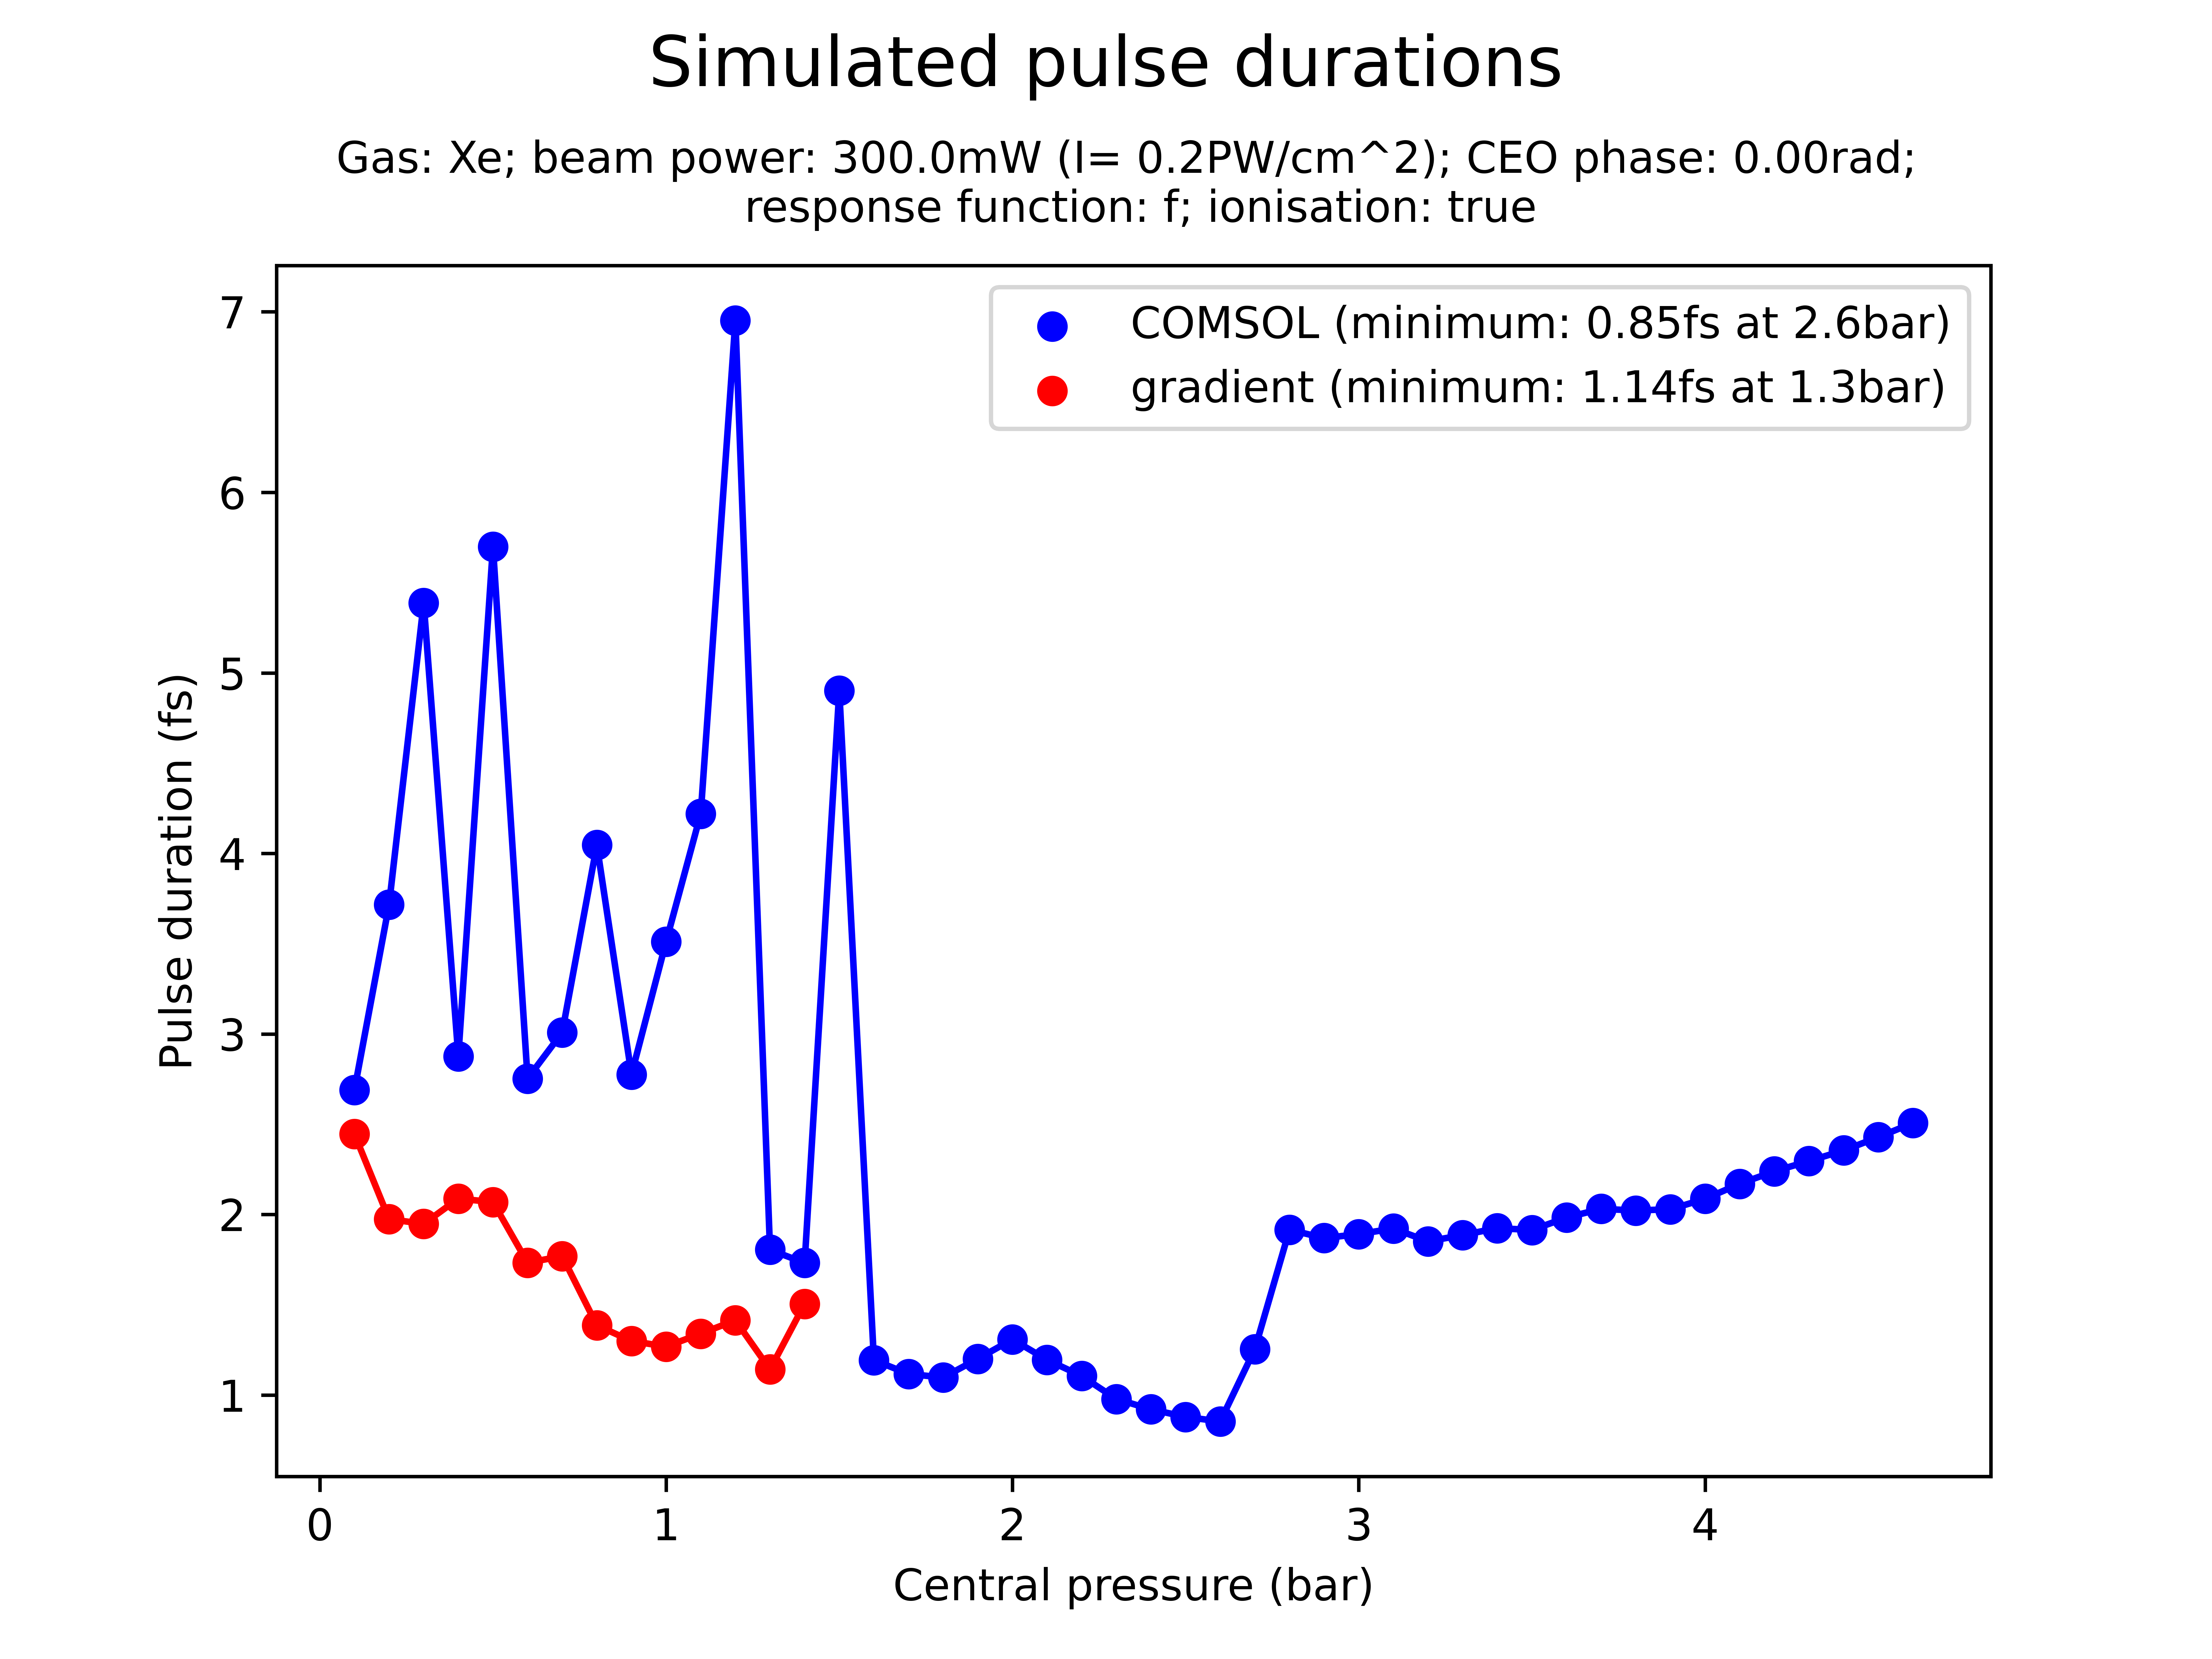 Simulated pulse durations
Gas: Xe; beam power: 300.0mW (I= 0.2PW/cm^2); CEO phase: 0.00rad;
response function: f; ionisation: true
COMSOL (minimum: 0.85fs at 2.6bar)
gradient (minimum: 1.14fs at 1.3bar)
Pulse duration (fs)
7
6
5
4
3
2
1
0 1 2 3 4
Central pressure (bar)